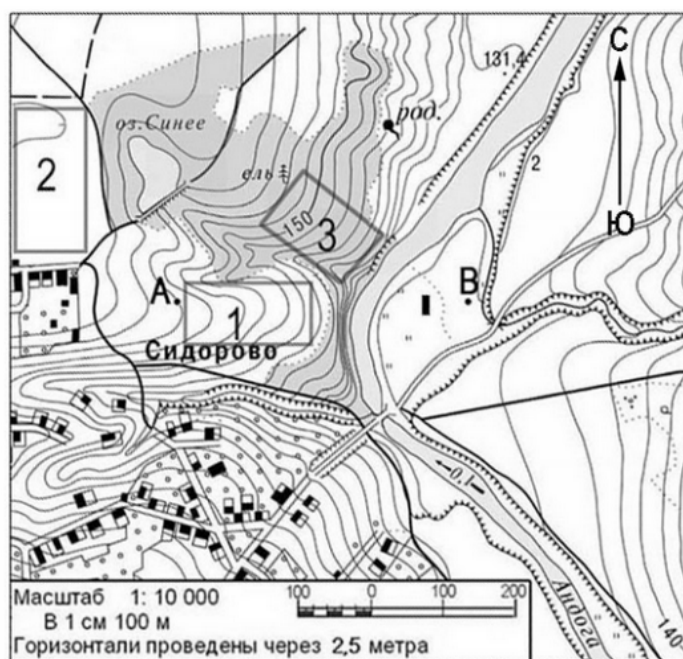 С
131.4
род.
оз.Синее
2
2
ель
150
Ю
3
А
В
1
Сидорово
0.1
Андога
140
Масштаб 1: 10 000
100 0 100 200
В 1 см 100 м
Горизонтали проведены через 2,5 метра